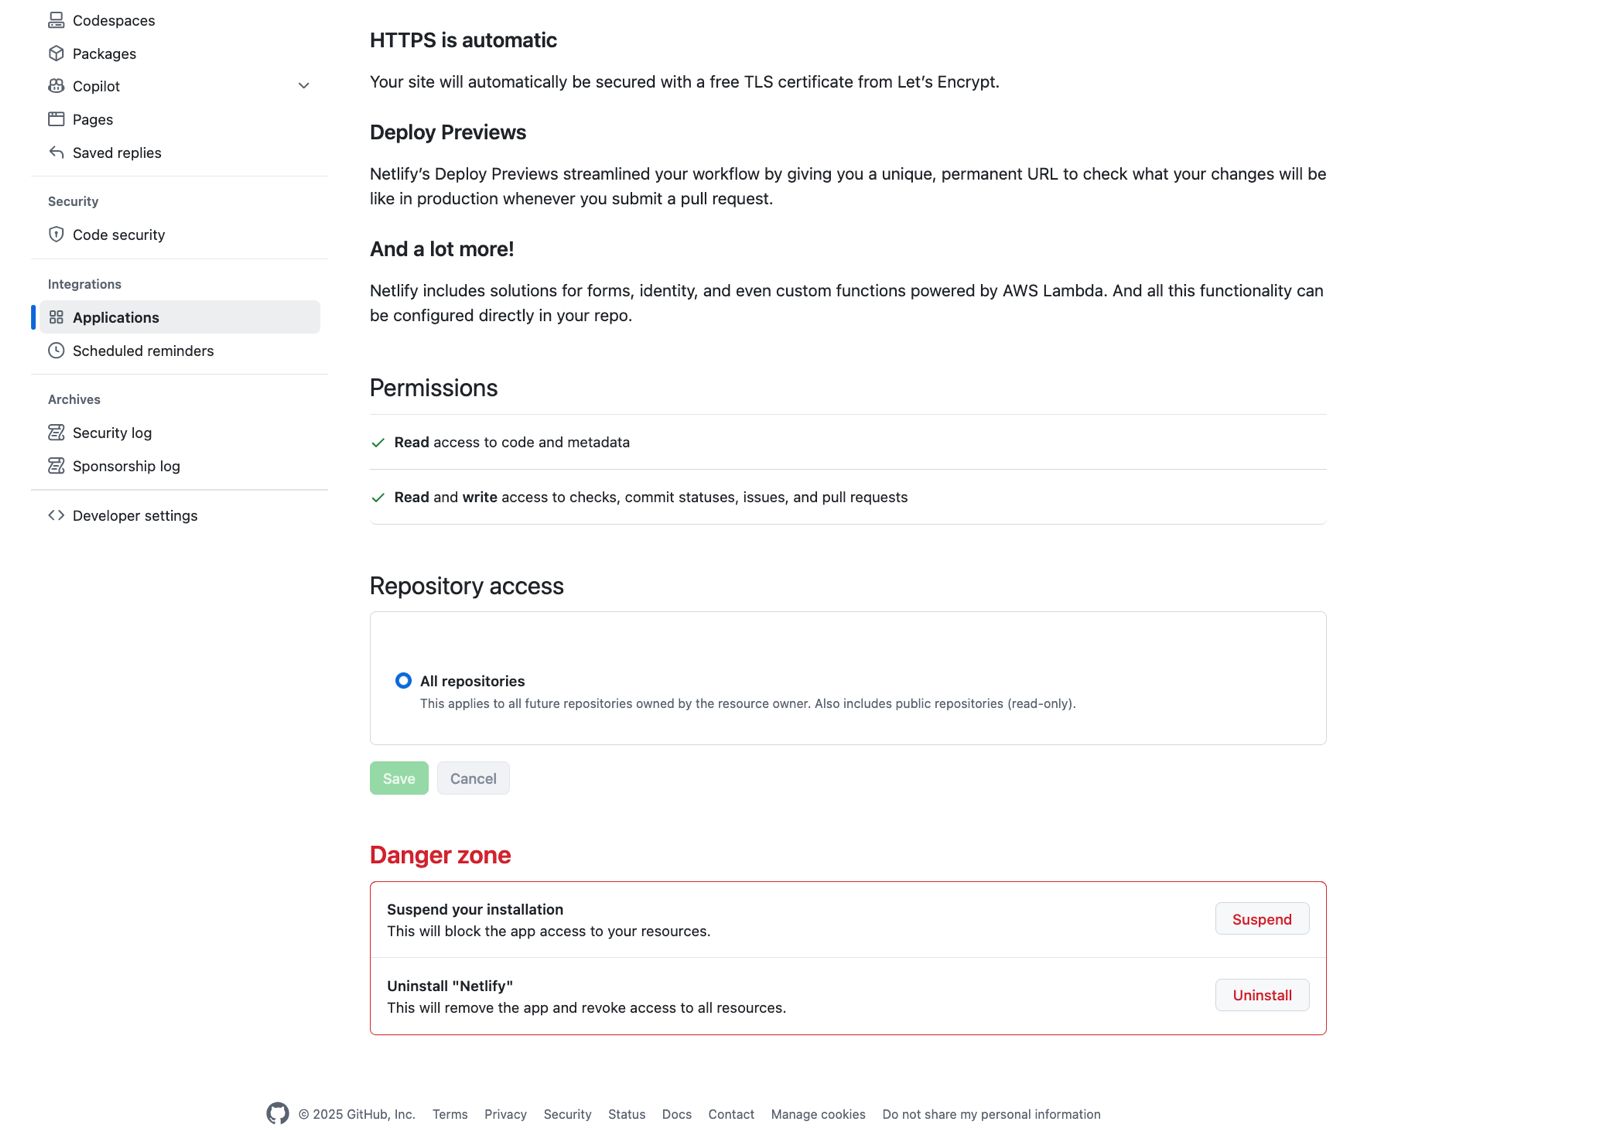 Codespaces
Packages
Copilot
Pages
Saved replies
Security
Code security
Integrations
Applications
Scheduled reminders
Archives
Security log
Sponsorship log
Developer settings
HTTPS is automatic
Your site will automatically be secured with a free TLS certificate from Let’s Encrypt.
Deploy Previews
Netlify’s Deploy Previews streamlined your workflow by giving you a unique, permanent URL to check what your changes will be
like in production whenever you submit a pull request.
And a lot more!
Netlify includes solutions for forms, identity, and even custom functions powered by AWS Lambda. And all this functionality can
be configured directly in your repo.
Permissions
Read access to code and metadata
Read and write access to checks, commit statuses, issues, and pull requests
Repository access
All repositories
This applies to all future repositories owned by the resource owner. Also includes public repositories (read-only).
Save Cancel
Danger zone
Suspend your installation
This will block the app access to your resources.
Suspend
Uninstall "Netlify"
This will remove the app and revoke access to all resources.
Uninstall
© 2025 GitHub, Inc. Terms Privacy Security Status Docs Contact Manage cookies Do not share my personal information